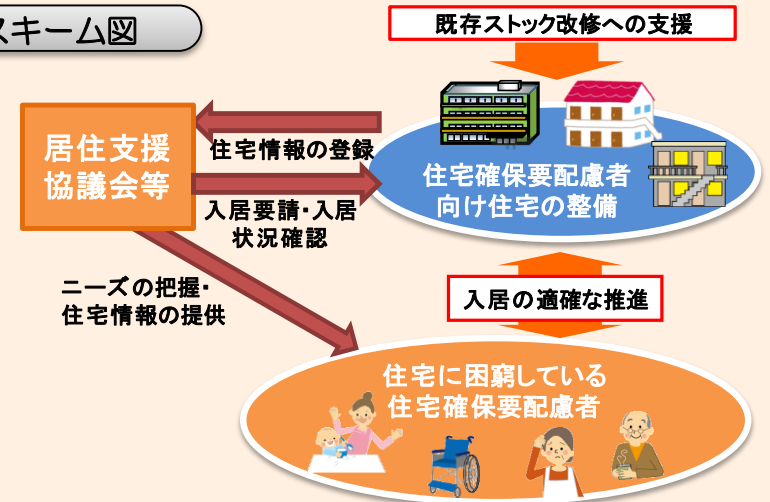 スキーム図
既存ストック改修への支援
居住支援
協議会等
住宅情報の登録
入居要請・入居
状況確認
住宅確保要配慮者
向け住宅の整備
ニーズの把握・
住宅情報の提供
入居の適確な推進
住宅に困窮している
住宅確保要配慮者